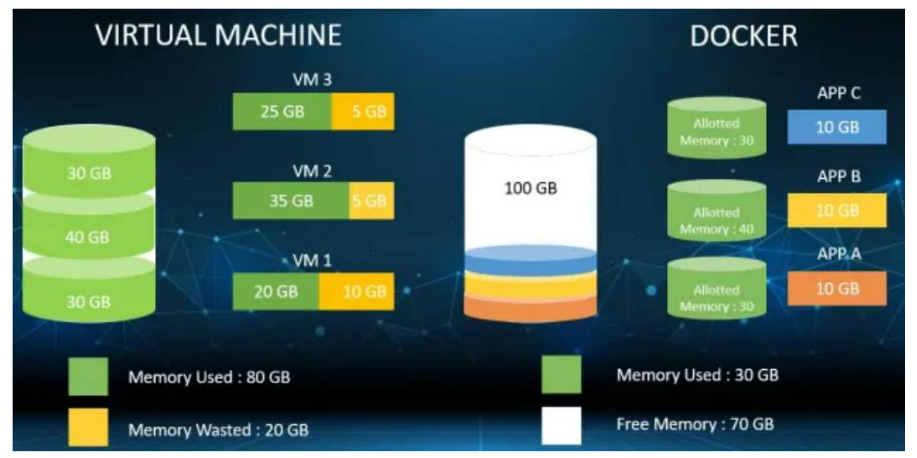 VIRTUAL MACHINE
30 GB
40 GB
30 GB
VM 3
25 GB
5 GB
VM 2
35 GB
5 GB
VM 1
20 GB
10 GB
Memory Used : 80 GB
Memory Wasted : 20 GB
DOCKER
100 GB
Allotted
Memory : 30
APP C
10 GB
Allotted
Memory : 40
APP B
10 GB
Allotted
Memory : 30
APP A
10 GB
Memory Used : 30 GB
Free Memory : 70 GB